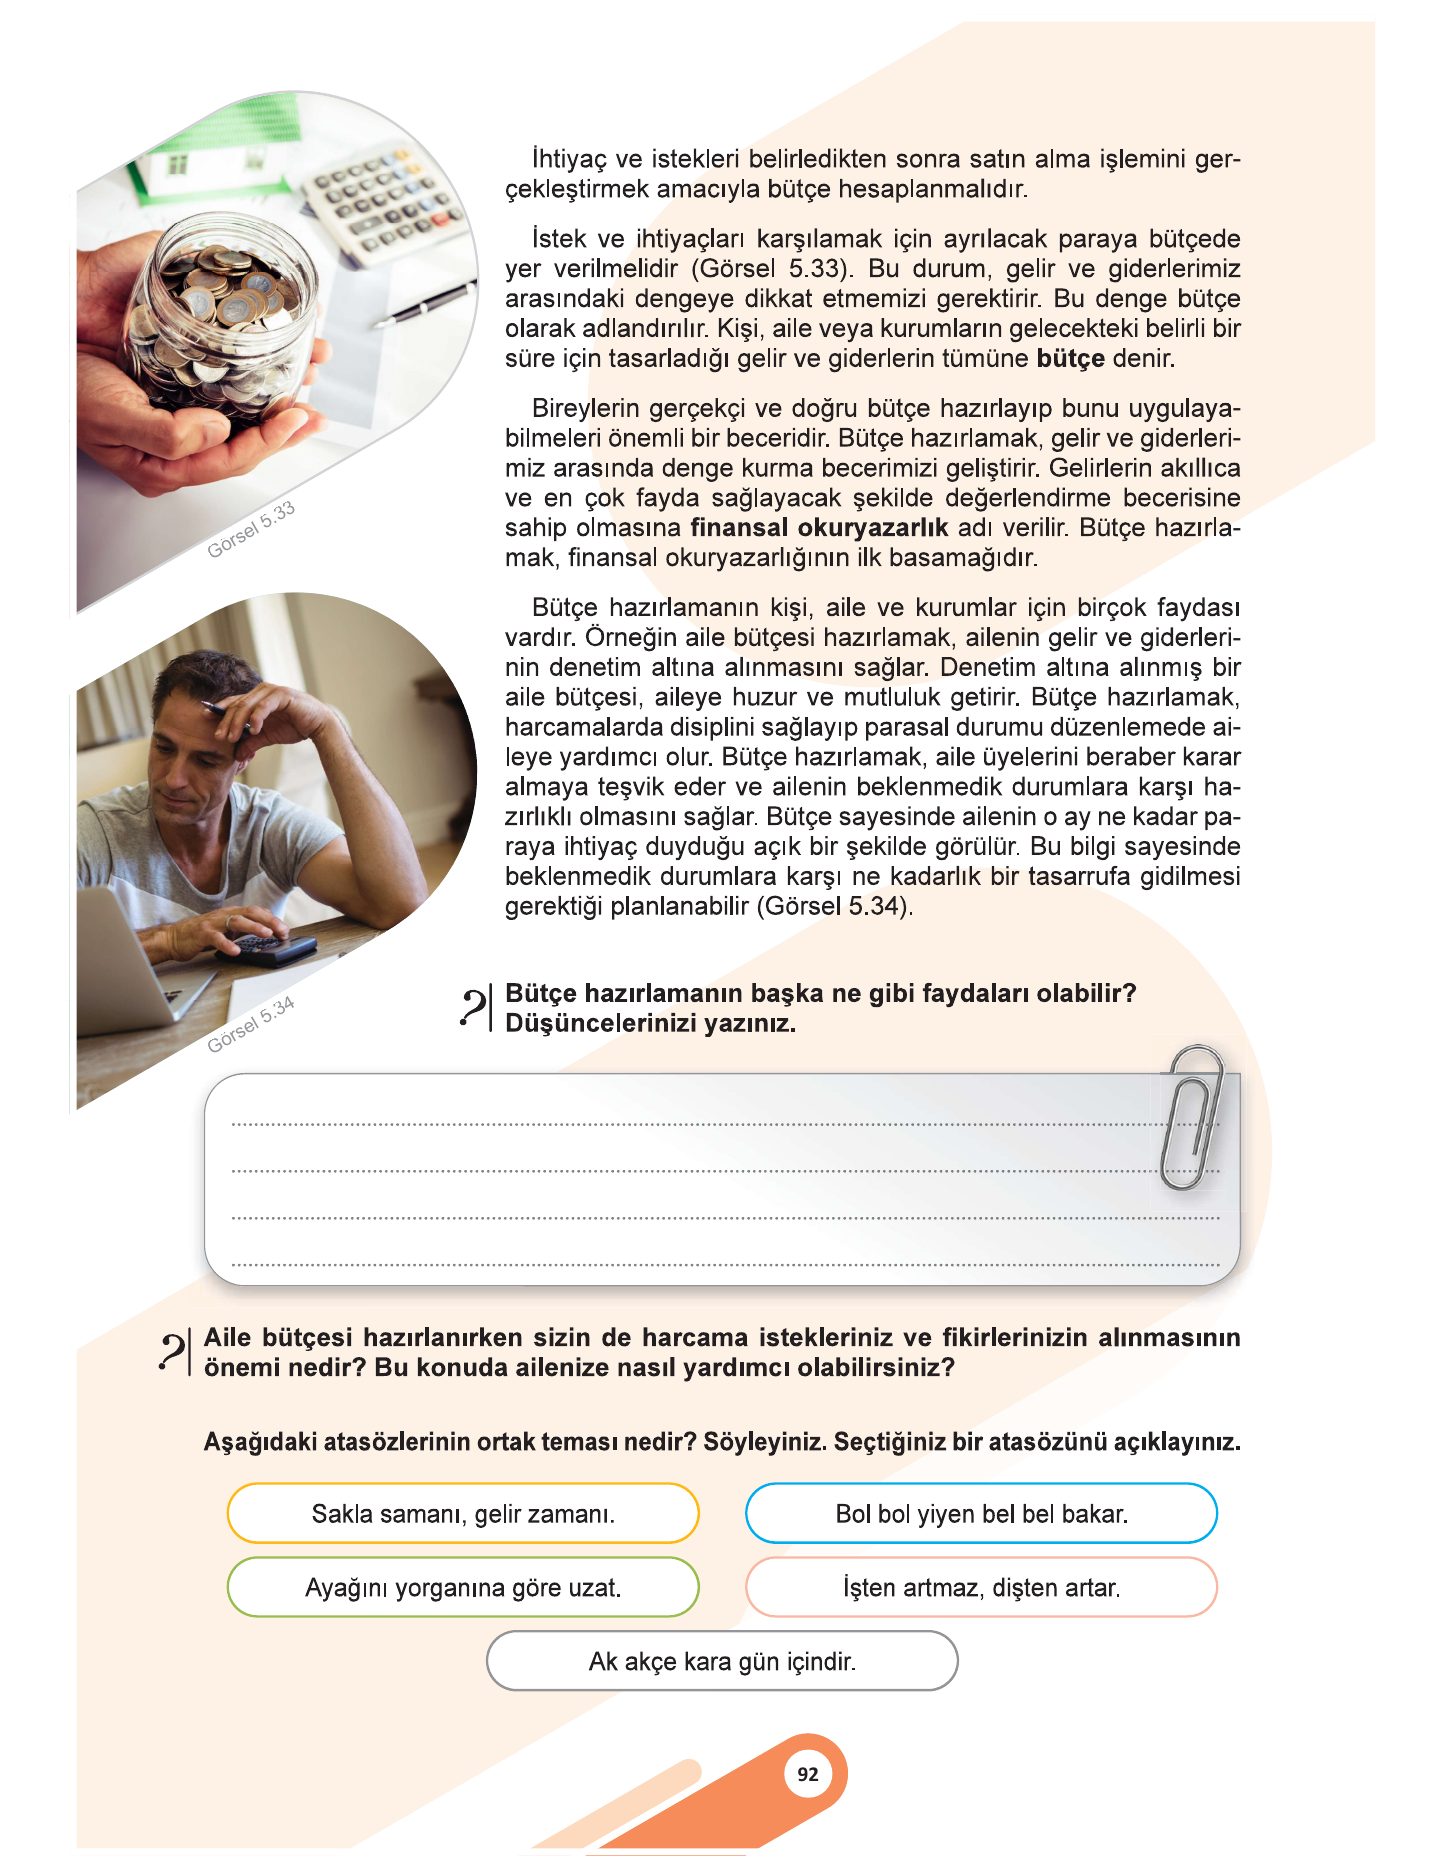 İhtiyaç ve istekleri belirledikten sonra satın alma işlemini ger-
çekleştirmek amacıyla bütçe hesaplanmalıdır.
İstek ve ihtiyaçları karşılamak için ayrılacak paraya bütçede
yer verilmelidir (Görsel 5.33). Bu durum, gelir ve giderlerimiz
arasındaki dengeye dikkat etmemizi gerektirir. Bu denge bütçe
olarak adlandırılır. Kişi, aile veya kurumların gelecekteki belirli bir
süre için tasarladığı gelir ve giderlerin tümüne bütçe denir.
Bireylerin gerçekçi ve doğru bütçe hazırlayıp bunu uygulaya-
bilmeleri önemli bir beceridir. Bütçe hazırlamak, gelir ve giderleri-
miz arasında denge kurma becerimizi geliştirir. Gelirlerin akıllıca
ve en çok fayda sağlayacak şekilde değerlendirme becerisine
sahip olmasına finansal okuryazarlık adı verilir. Bütçe hazırla-
mak, finansal okuryazarlığının ilk basamağıdır.
Görsel 5.33
Bütçe hazırlamanın kişi, aile ve kurumlar için birçok faydası
vardır. Örneğin aile bütçesi hazırlamak, ailenin gelir ve giderleri-
nin denetim altına alınmasını sağlar. Denetim altına alınmış bir
aile bütçesi, aileye huzur ve mutluluk getirir. Bütçe hazırlamak,
harcamalarda disiplini sağlayıp parasal durumu düzenlemede ai-
leye yardımcı olur. Bütçe hazırlamak, aile üyelerini beraber karar
almaya teşvik eder ve ailenin beklenmedik durumlara karşı ha-
zırlıklı olmasını sağlar. Bütçe sayesinde ailenin o ay ne kadar pa-
raya ihtiyaç duyduğu açık bir şekilde görülür. Bu bilgi sayesinde
beklenmedik durumlara karşı ne kadarlık bir tasarrufa gidilmesi
gerektiği planlanabilir (Görsel 5.34).
Görsel 5.34
? Bütçe hazırlamanın başka ne gibi faydaları olabilir?
Düşüncelerinizi yazınız.
? Aile bütçesi hazırlanırken sizin de harcama istekleriniz ve fikirlerinizin alınmasının
önemi nedir? Bu konuda ailenize nasıl yardımcı olabilirsiniz?
Aşağıdaki atasözlerinin ortak teması nedir? Söyleyiniz. Seçtiğiniz bir atasözünü açıklayınız.
Sakla samanı, gelir zamanı.
Bol bol yiyen bel bel bakar.
Ayağını yorganına göre uzat.
İşten artmaz, dişten artar.
Ak akçe kara gün içindir.
92